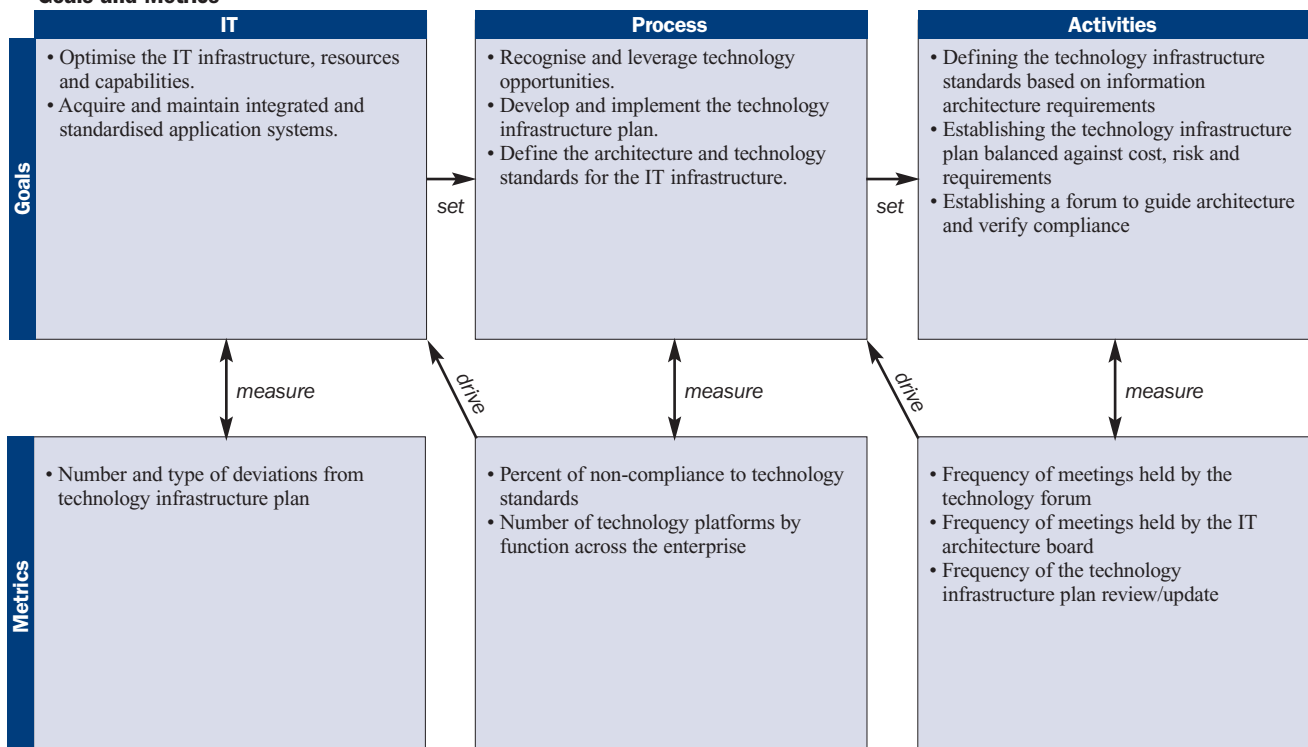 Goals and Metrics
IT
Process
Activities
Goals
• Optimise the IT infrastructure, resources
and capabilities.
• Acquire and maintain integrated and
standardised application systems.
• Recognise and leverage technology
opportunities.
• Develop and implement the technology
infrastructure plan.
• Define the architecture and technology
standards for the IT infrastructure.
• Defining the technology infrastructure
standards based on information
architecture requirements
• Establishing the technology infrastructure
plan balanced against cost, risk and
requirements
• Establishing a forum to guide architecture
and verify compliance
set
set
measure
drive
measure
drive
measure
Metrics
• Number and type of deviations from
technology infrastructure plan
• Percent of non-compliance to technology
standards
• Number of technology platforms by
function across the enterprise
• Frequency of meetings held by the
technology forum
• Frequency of meetings held by the IT
architecture board
• Frequency of the technology
infrastructure plan review/update